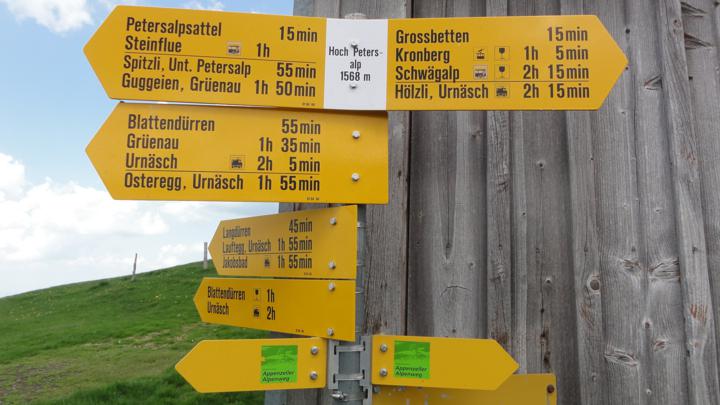 Petersalpsattel 15min
Steinflue 1h
Spitzli, Unt. Petersalp 55min
Guggeien, Grüenau 1h 50min
Hoch Peters-
alp
1568 m
Grossbetten 15min
Kronberg 1h 5min
Schwägalp 2h 15min
Hölzli, Urnäsch 2h 15min
Blattendürren 55min
Grüenau 1h 35min
Urnäsch 2h 5min
Osteregg, Urnäsch 1h 55min
Langdürren 45min
Lauftegg, Urnäsch 1h 55min
Jakobsbad 1h 55min
Blattendürren 1h
Urnäsch 2h
Appenzeller
Alpenweg
Appenzeller
Alpenweg